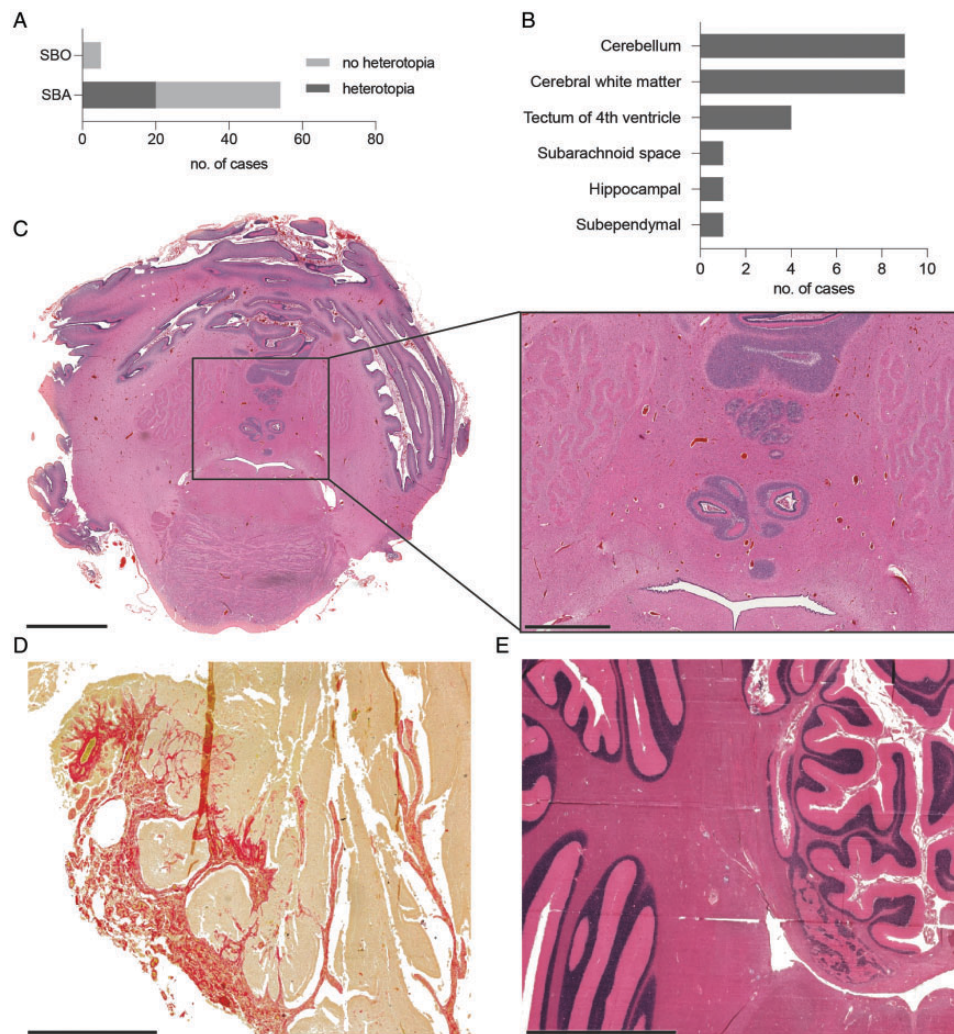 A
SBO
SBA
no heterotopia
heterotopia
0 20 40 60 80
no. of cases
B
Cerebellum
Cerebral white matter
Tectum of 4th ventricle
Subarachnoid space
Hippocampal
Subependymal
0 2 4 6 8 10
no. of cases
C
D
E